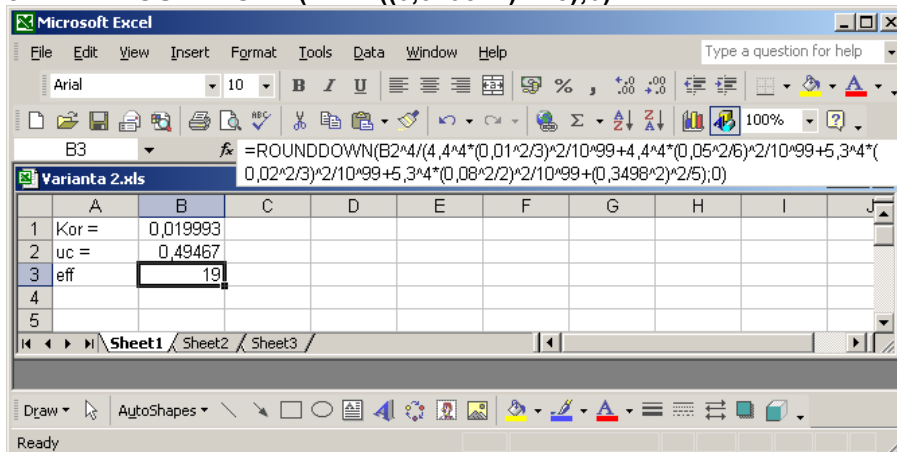 Microsoft Excel
File Edit View Insert Format Tools Data Window Help Type a question for help
Arial 10 B I U
100%
B3 fx =ROUNDDOWN(B2^4/(4,4^4*(0,01^2/3)^2/10^99+4,4^4*(0,05^2/6)^2/10^99+5,3^4*(
0,02^2/3)^2/10^99+5,3^4*(0,08^2/2)^2/10^99+(0,3498^2)^2/5);0)
Varianta 2.xls
A B C D E F G H I J
1 Kor = 0,019993
2 uc = 0,49467
3 eff 19
4
5
Sheet1 Sheet2 Sheet3
Draw AutoShapes
Ready